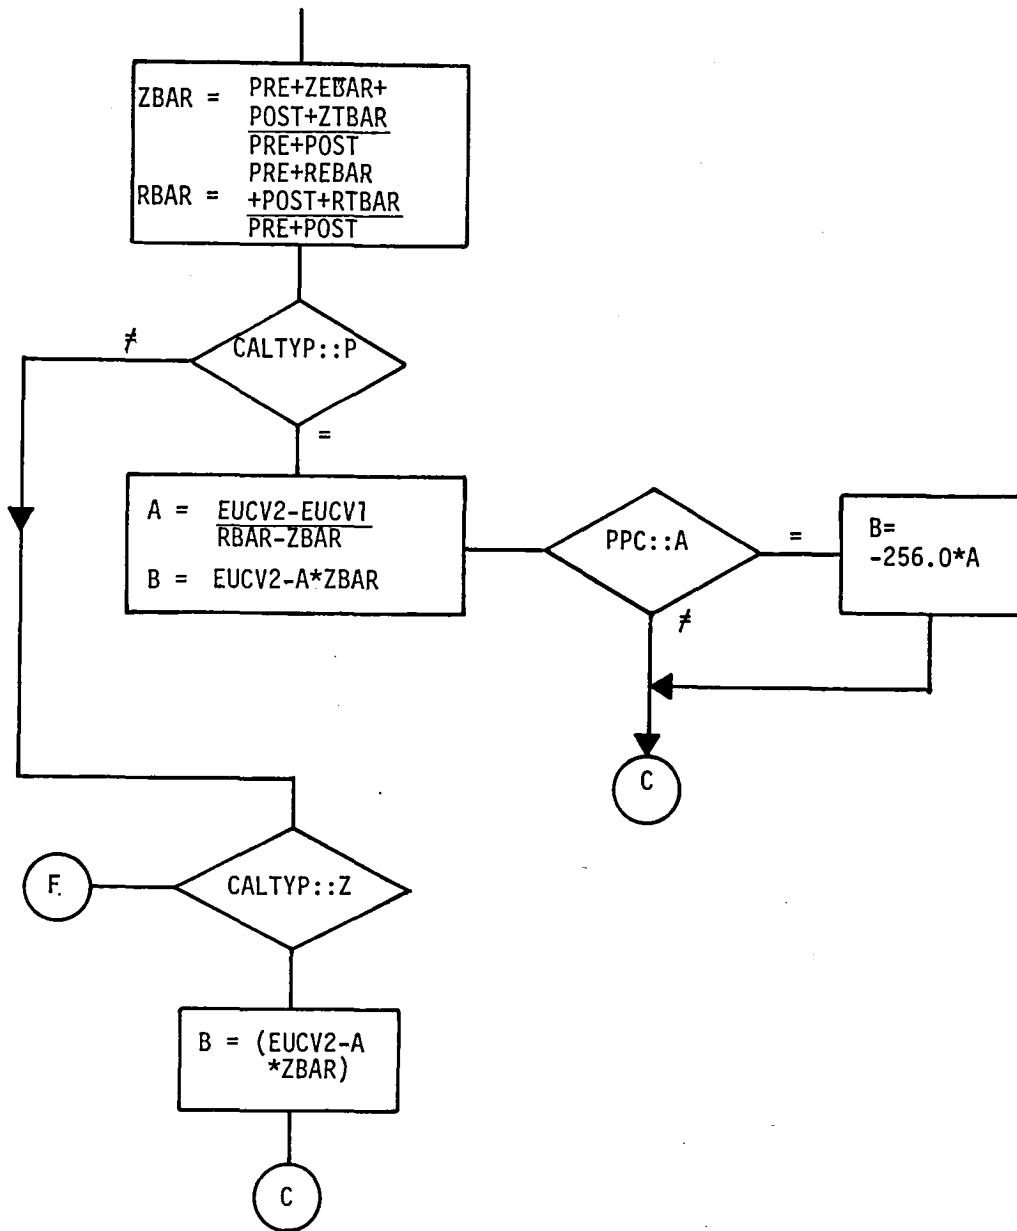 ZBAR = PRE+ZEBAR+
POST+ZTBAR
PRE+POST
PRE+REBAR
RBAR = +POST+RTBAR
PRE+POST
≠
CALTYP::P
=
A = EUCV2-EUCV1
RBAR-ZBAR
B = EUCV2-A*ZBAR
PPC::A
=
≠
B=
-256.0*A
C
F.
CALTYP::Z
B = (EUCV2-A
*ZBAR)
C